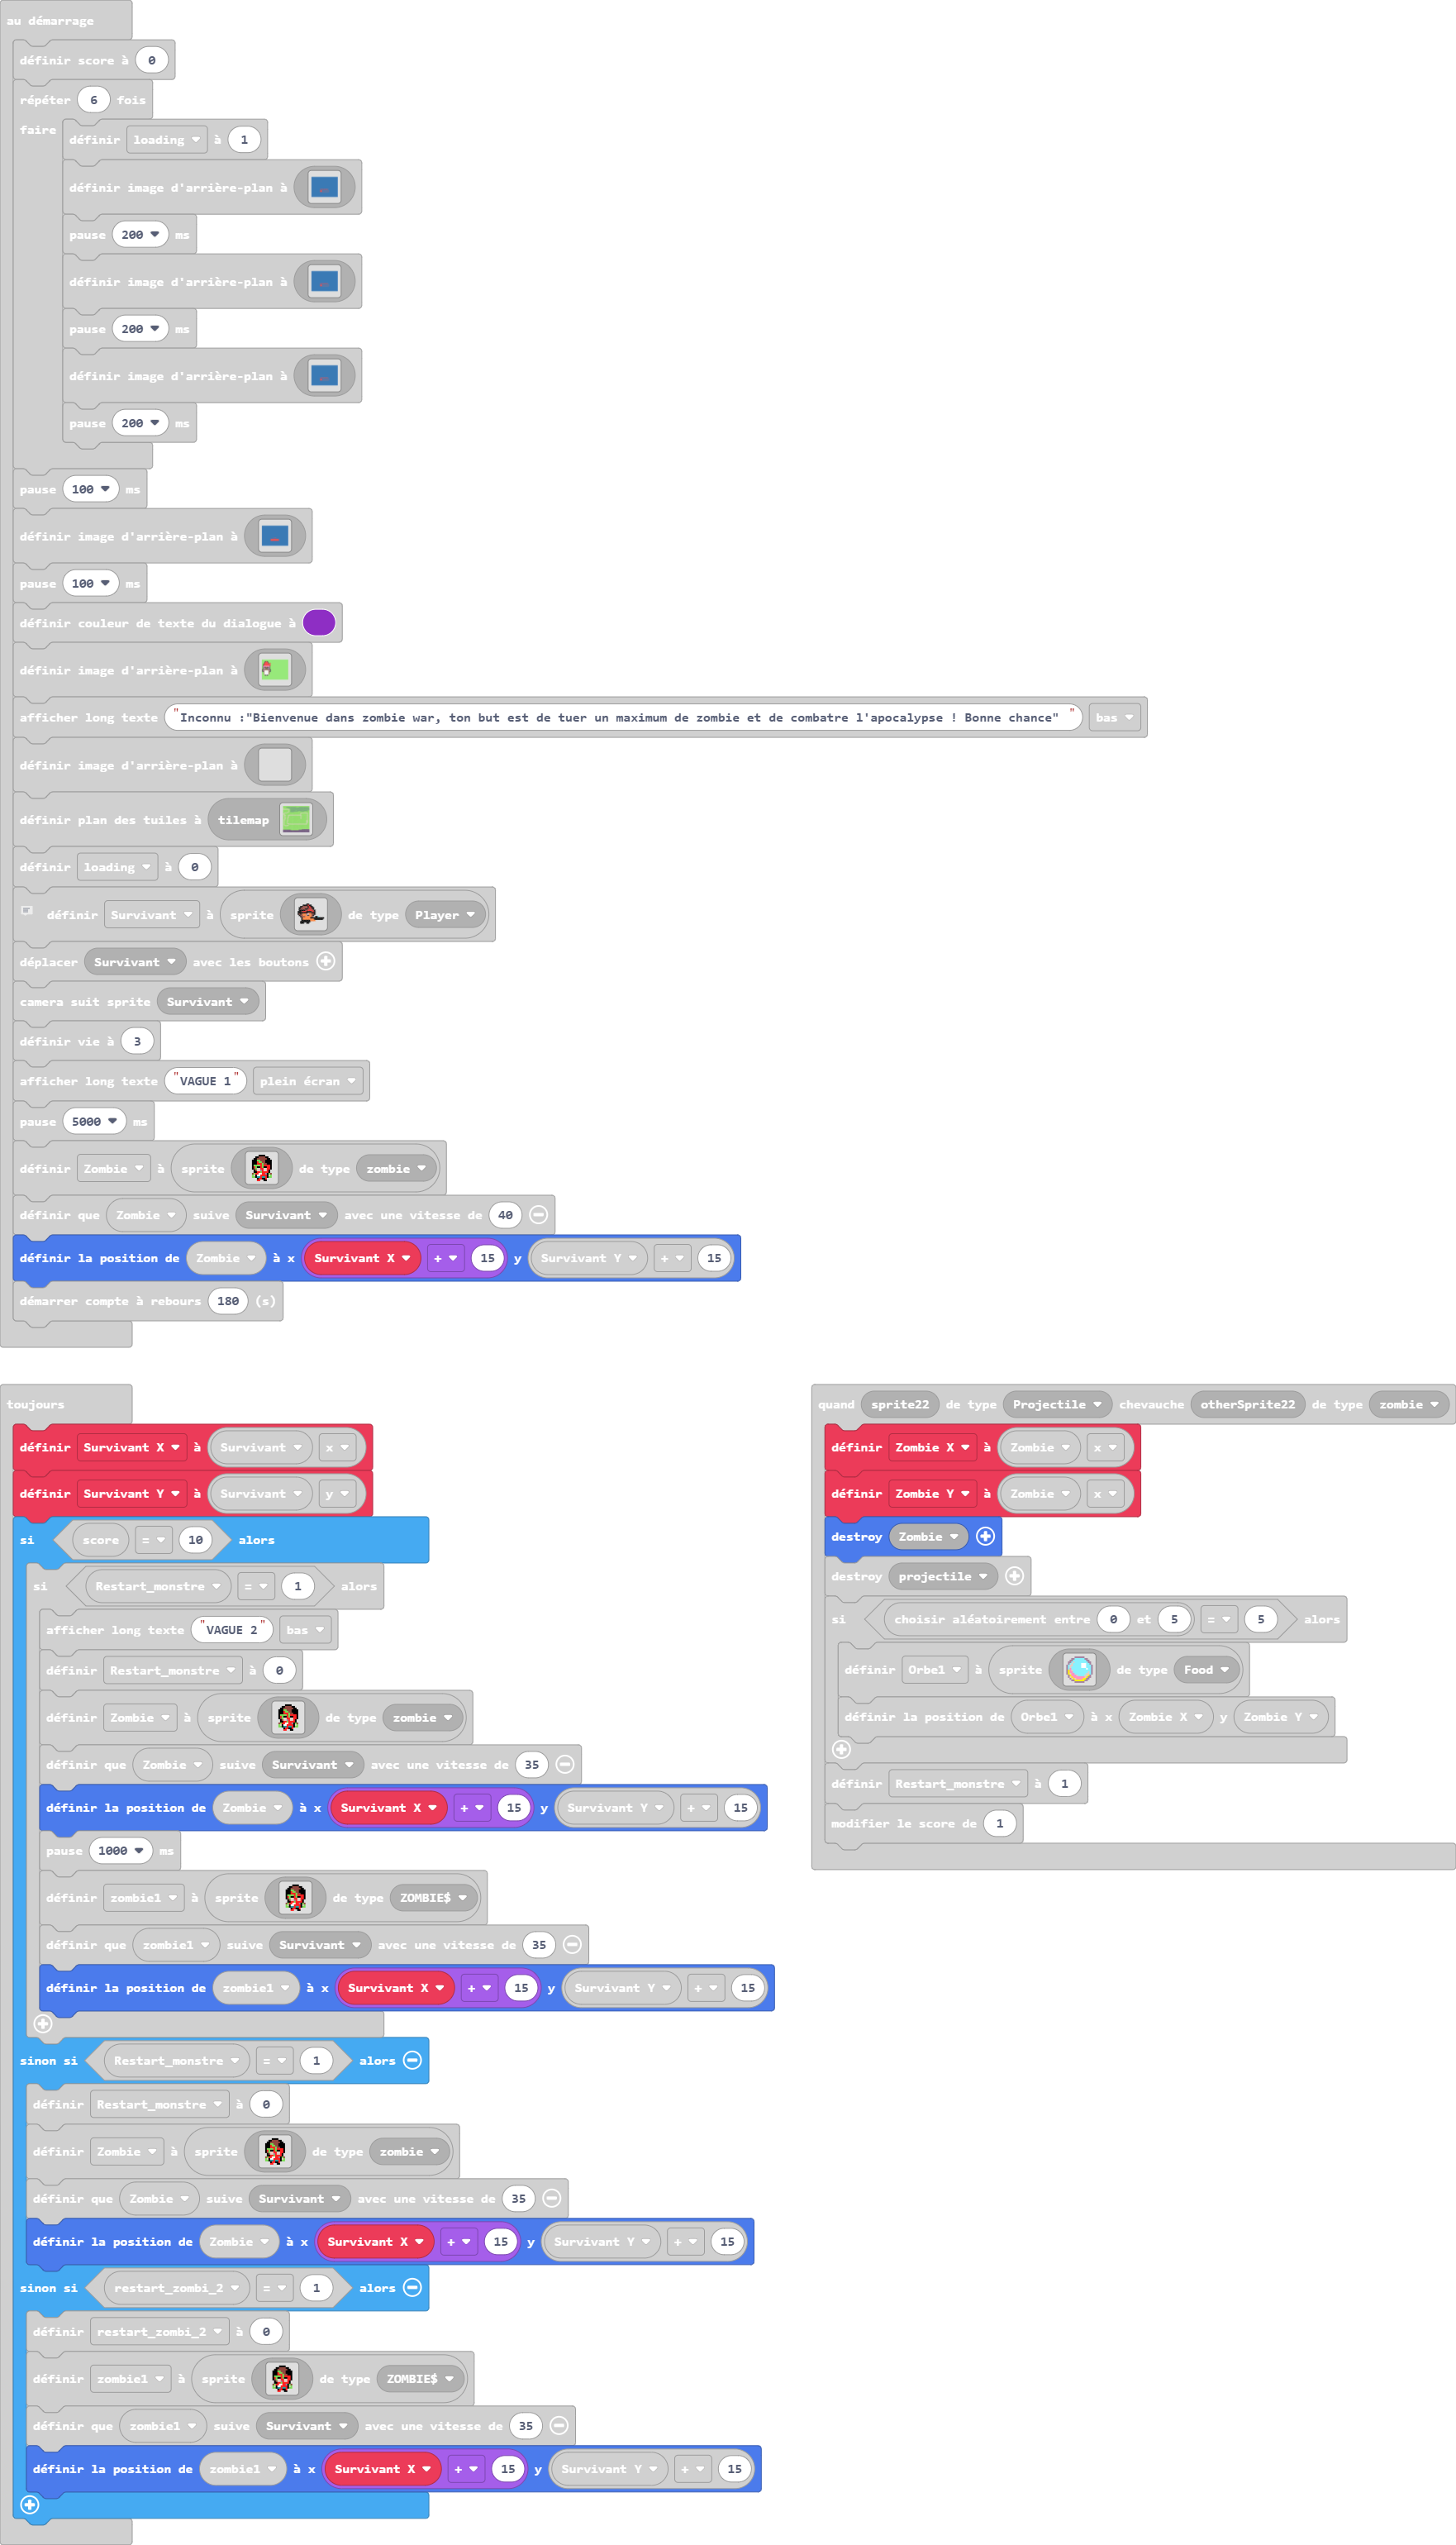 au démarrage
définir score à 0
répéter 6 fois
faire
définir loading à 1
définir image d'arrière-plan à
pause 200 ms
définir image d'arrière-plan à
pause 200 ms
définir image d'arrière-plan à
pause 200 ms
pause 100 ms
définir image d'arrière-plan à
pause 100 ms
définir couleur de texte du dialogue à
définir image d'arrière-plan à
afficher long texte "Inconnu :"Bienvenue dans zombie war, ton but est de tuer un maximum de zombie et de combatre l'apocalypse ! Bonne chance" " bas
définir image d'arrière-plan à
définir plan des tuiles à tilemap
définir loading à 0
définir Survivant à sprite de type Player
déplacer Survivant avec les boutons
camera suit sprite Survivant
définir vie à 3
afficher long texte "VAGUE 1" plein écran
pause 5000 ms
définir Zombie à sprite de type zombie
définir que Zombie suive Survivant avec une vitesse de 40
définir la position de Zombie à x Survivant X + 15 y Survivant Y + 15
démarrer compte à rebours 180 (s)
toujours
définir Survivant X à Survivant x
définir Survivant Y à Survivant y
si score = 10 alors
si Restart_monstre = 1 alors
afficher long texte "VAGUE 2" bas
définir Restart_monstre à 0
définir Zombie à sprite de type zombie
définir que Zombie suive Survivant avec une vitesse de 35
définir la position de Zombie à x Survivant X + 15 y Survivant Y + 15
pause 1000 ms
définir zombie1 à sprite de type ZOMBIE$
définir que zombie1 suive Survivant avec une vitesse de 35
définir la position de zombie1 à x Survivant X + 15 y Survivant Y + 15
sinon si Restart_monstre = 1 alors
définir Restart_monstre à 0
définir Zombie à sprite de type zombie
définir que Zombie suive Survivant avec une vitesse de 35
définir la position de Zombie à x Survivant X + 15 y Survivant Y + 15
sinon si restart_zombi_2 = 1 alors
définir restart_zombi_2 à 0
définir zombie1 à sprite de type ZOMBIE$
définir que zombie1 suive Survivant avec une vitesse de 35
définir la position de zombie1 à x Survivant X + 15 y Survivant Y + 15
quand sprite22 de type Projectile chevauche otherSprite22 de type zombie
définir Zombie X à Zombie x
définir Zombie Y à Zombie x
destroy Zombie
destroy projectile
si choisir aléatoirement entre 0 et 5 = 5 alors
définir Orbe1 à sprite de type Food
définir la position de Orbe1 à x Zombie X y Zombie Y
définir Restart_monstre à 1
modifier le score de 1